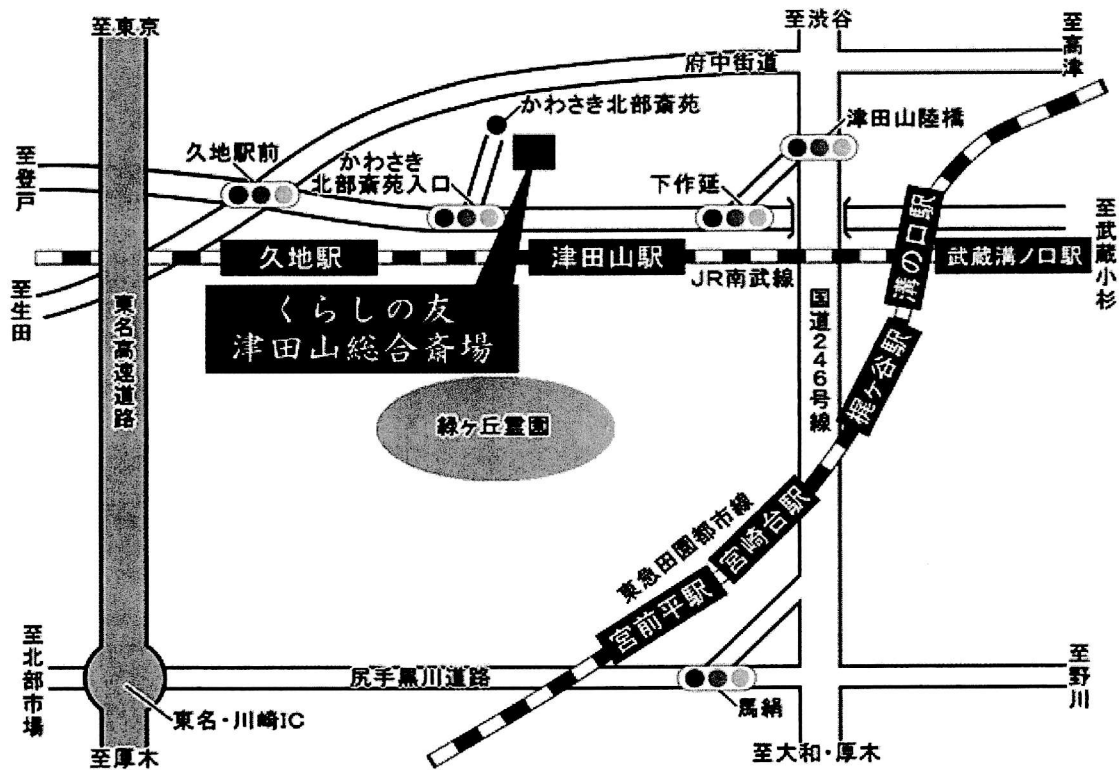 至東京
至渋谷
至高津
府中街道
かわさき北部斎苑
津田山陸橋
久地駅前
かわさき
北部斎苑入口
下作延
至登戸
至武蔵小杉
久地駅
津田山駅
JR南武線
溝の口駅
武蔵溝ノ口駅
至生田
くらしの友
津田山総合斎場
東名高速道路
国道246号線
梶ヶ谷駅
緑ヶ丘霊園
宮崎台駅
東急田園都市線
宮前平駅
至北部市場
尻手黒川道路
馬絹
至野川
東名・川崎IC
至厚木
至大和・厚木